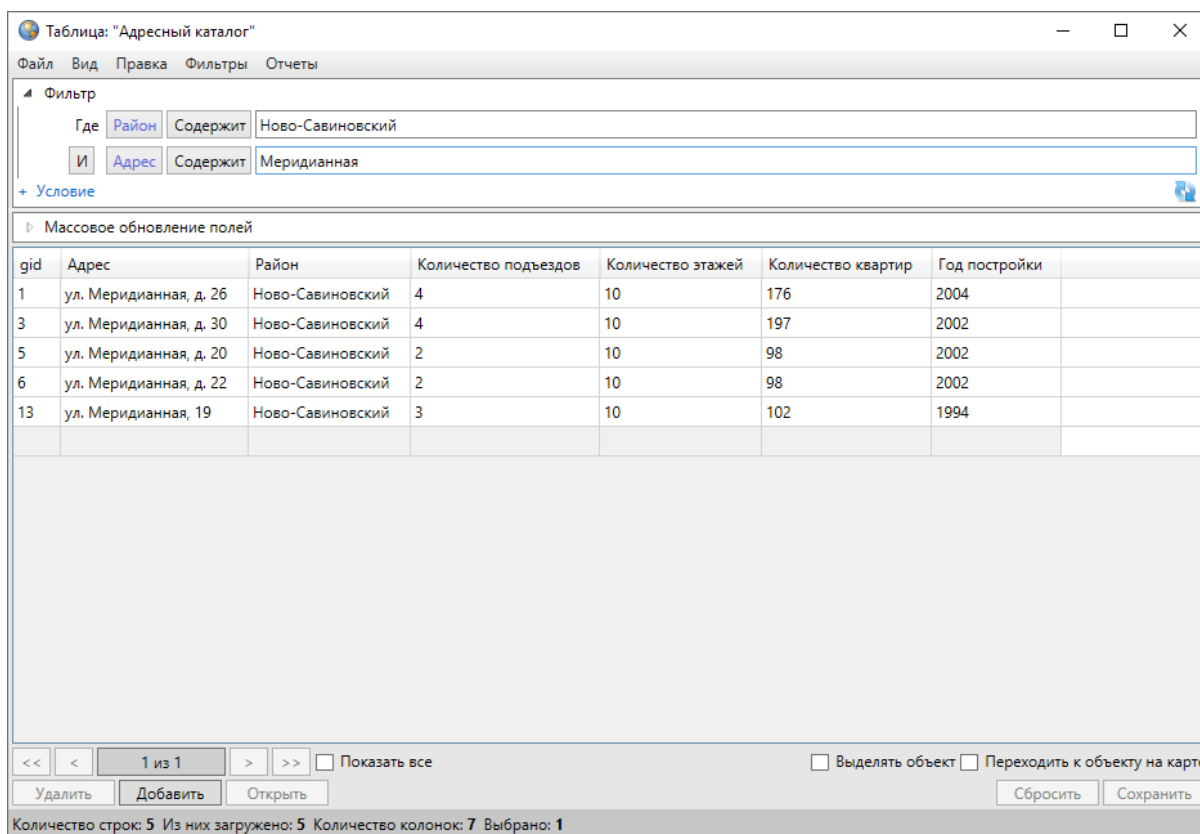 Таблица: "Адресный каталог"
Файл Вид Правка Фильтры Отчеты
Фильтр
Где Район Содержит Ново-Савиновский
И Адрес Содержит Меридианная
+ Условие
Массовое обновление полей
gid Адрес Район Количество подъездов Количество этажей Количество квартир Год постройки
1 ул. Меридианная, д. 26 Ново-Савиновский 4 10 176 2004
3 ул. Меридианная, д. 30 Ново-Савиновский 4 10 197 2002
5 ул. Меридианная, д. 20 Ново-Савиновский 2 10 98 2002
6 ул. Меридианная, д. 22 Ново-Савиновский 2 10 98 2002
13 ул. Меридианная, 19 Ново-Савиновский 3 10 102 1994
<< < 1 из 1 > >> Показать все Выделять объект Переходить к объекту на карт
Удалить Добавить Открыть Сбросить Сохранить
Количество строк: 5 Из них загружено: 5 Количество колонок: 7 Выбрано: 1